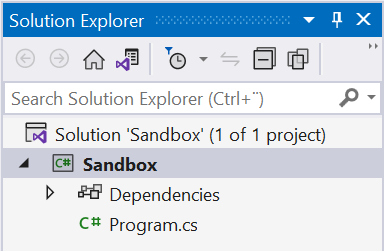 Solution Explorer
Search Solution Explorer (Ctrl+¨)
Solution 'Sandbox' (1 of 1 project)
C# Sandbox
Dependencies
C# Program.cs